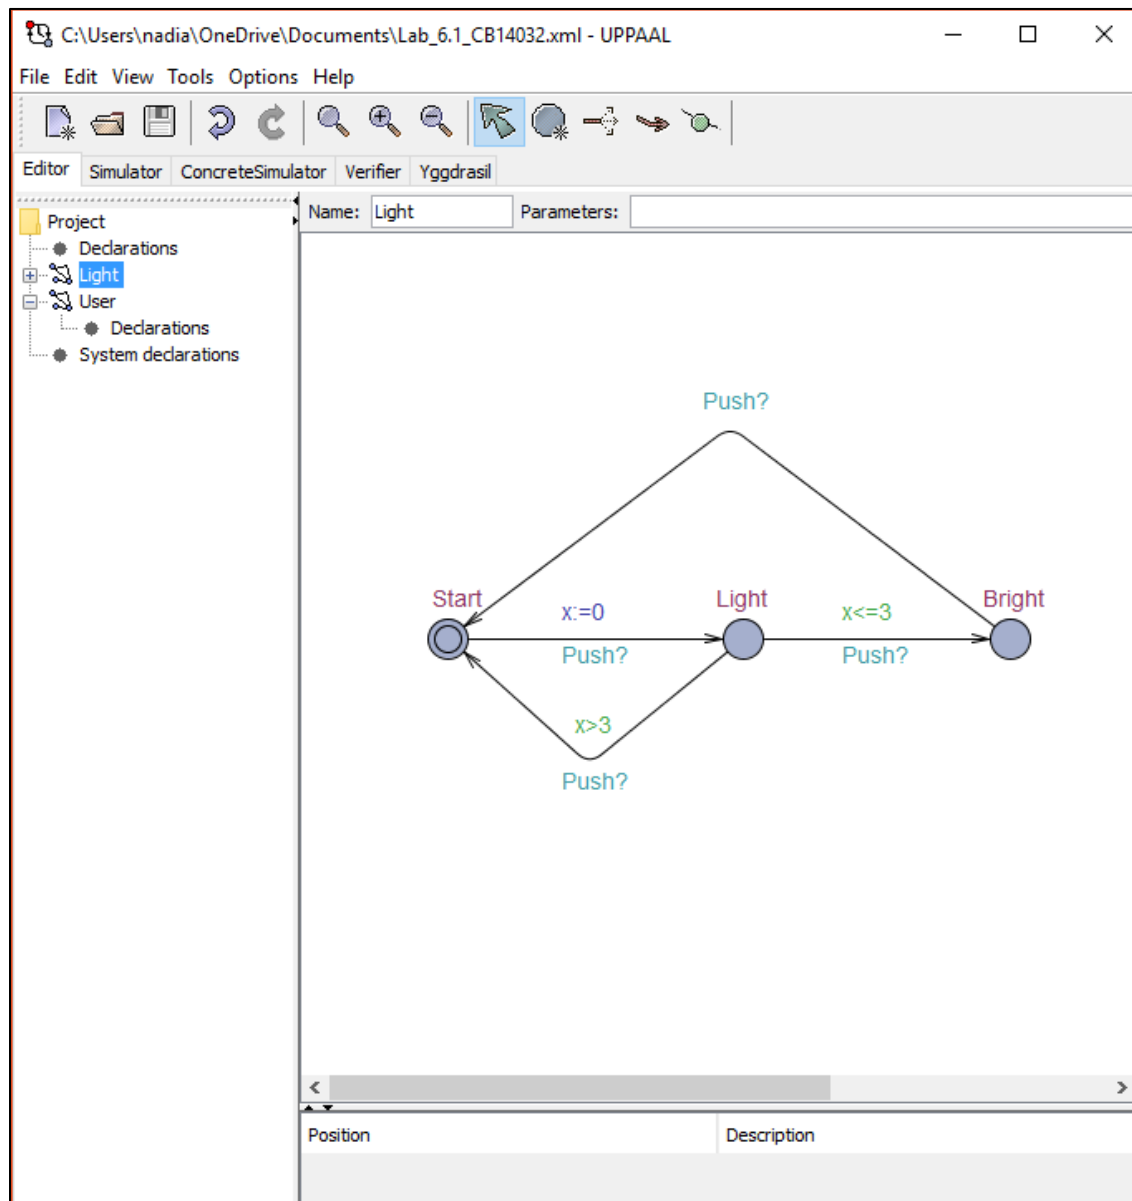 C:\Users\nadia\OneDrive\Documents\Lab_6.1_CB14032.xml - UPPAAL
File Edit View Tools Options Help
Editor Simulator ConcreteSimulator Verifier Yggdrasil
Project
Declarations
Light
User
Declarations
System declarations
Name: Light Parameters:
Push?
Start x:=0 Light x<=3 Bright
Push? Push?
x>3
Push?
Position Description